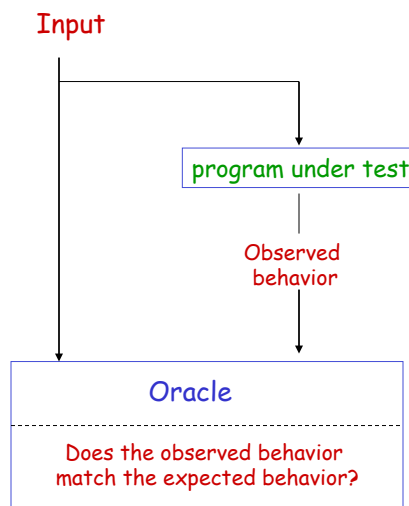 Input
program under test
Observed
behavior
Oracle
Does the observed behavior
match the expected behavior?